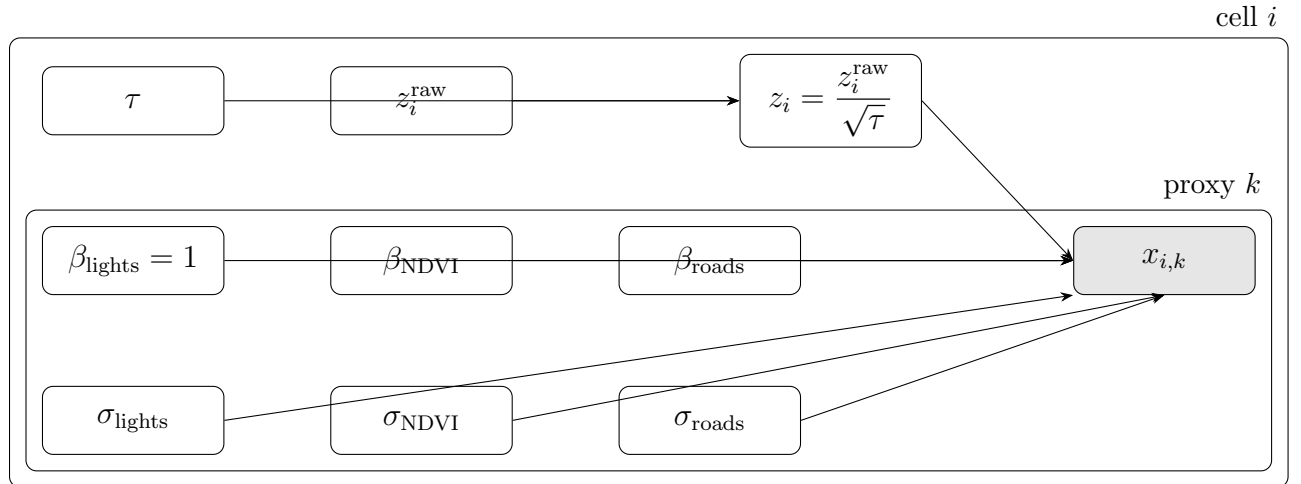 cell i
τ
z_i^raw
z_i = z_i^raw / √τ
proxy k
β_lights = 1
β_NDVI
β_roads
x_{i,k}
σ_lights
σ_NDVI
σ_roads